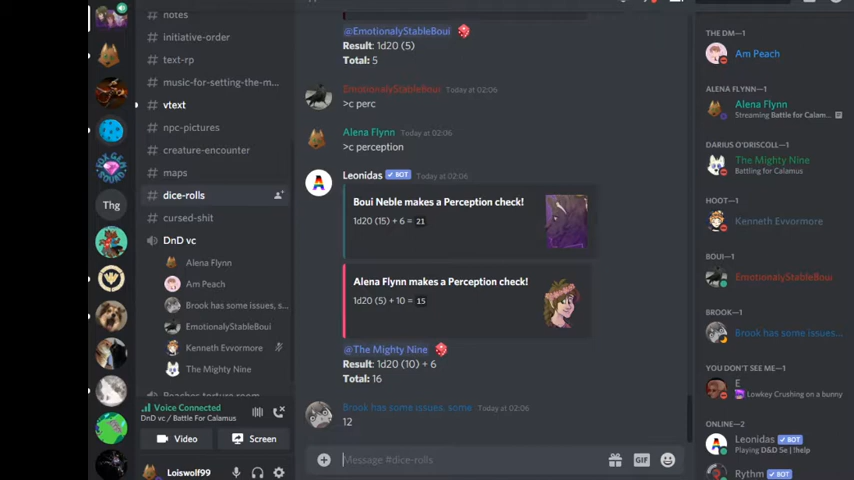 notes
initiative-order
text-rp
music-for-setting-the-m...
vtext
npc-pictures
creature-encounter
maps
dice-rolls
cursed-shit
DnD vc
Alena Flynn
Am Peach
Brook has some issues, s...
EmotionalyStableBoui
Kenneth Evvormore
The Mighty Nine
Thg
Voice Connected
DnD vc / Battle For Calamus
Video
Screen
Loiswolf99
@EmotionalyStableBoui
Result: 1d20 (5)
Total: 5
EmotionalyStableBoui Today at 02:06
>c perc
Alena Flynn Today at 02:06
>c perception
Leonidas BOT Today at 02:06
Boui Neble makes a Perception check!
1d20 (15) + 6 = 21
Alena Flynn makes a Perception check!
1d20 (5) + 10 = 15
@The Mighty Nine
Result: 1d20 (10) + 6
Total: 16
Brook has some issues, some Today at 02:06
12
Message #dice-rolls
GIF
THE DM—1
Am Peach
ALENA FLYNN—1
Alena Flynn
Streaming Battle for Calam...
DARIUS O'DRISCOLL—1
The Mighty Nine
Battling for Calamus
HOOT—1
Kenneth Evvormore
BOUI—1
EmotionalyStableBoui
BROOK—1
Brook has some issues...
YOU DON'T SEE ME—1
E
Lowkey Crushing on a bunny
ONLINE—2
Leonidas BOT
Playing D&D 5e | !help
Rythm BOT